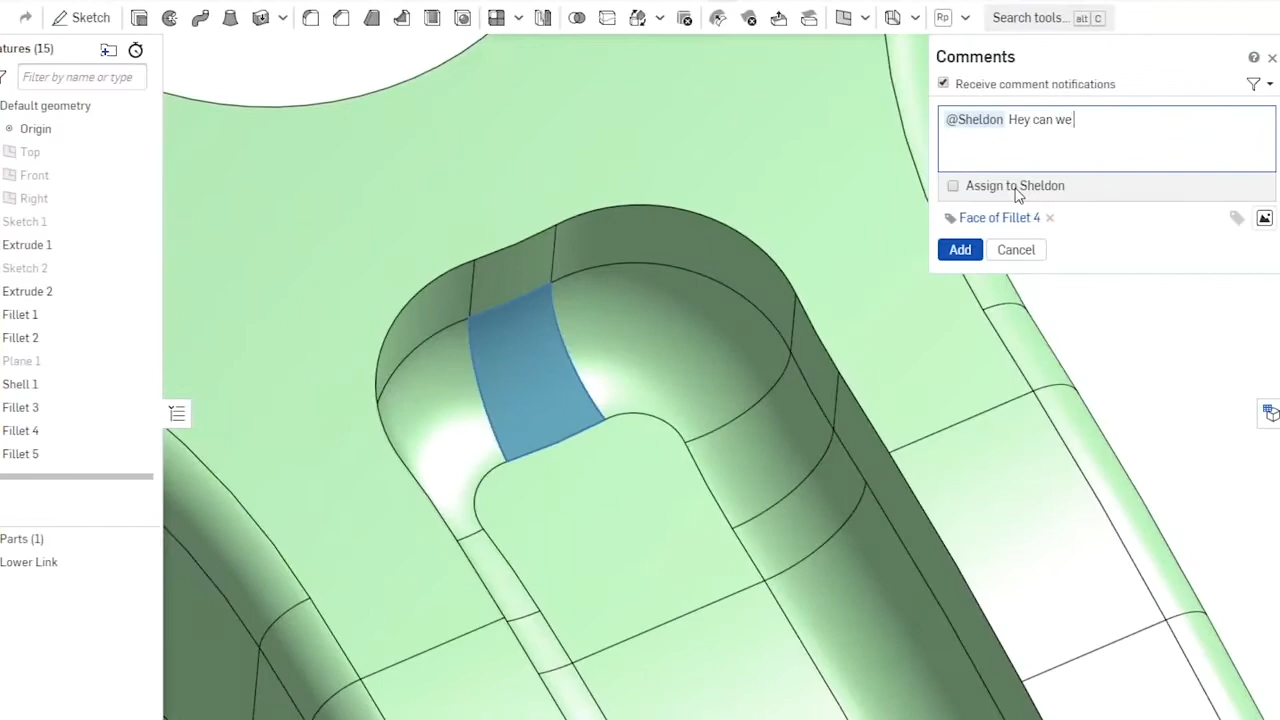 Sketch
Rp
Search tools... alt C
atures (15)
Filter by name or type
Default geometry
Origin
Top
Front
Right
Sketch 1
Extrude 1
Sketch 2
Extrude 2
Fillet 1
Fillet 2
Plane 1
Shell 1
Fillet 3
Fillet 4
Fillet 5
Parts (1)
Lower Link
Comments
Receive comment notifications
@Sheldon Hey can we
Assign to Sheldon
Face of Fillet 4
Add Cancel